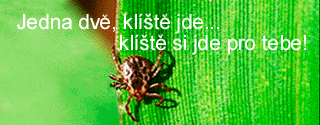 Jedna dvě, klíště jde...
klíště si jde pro tebe!